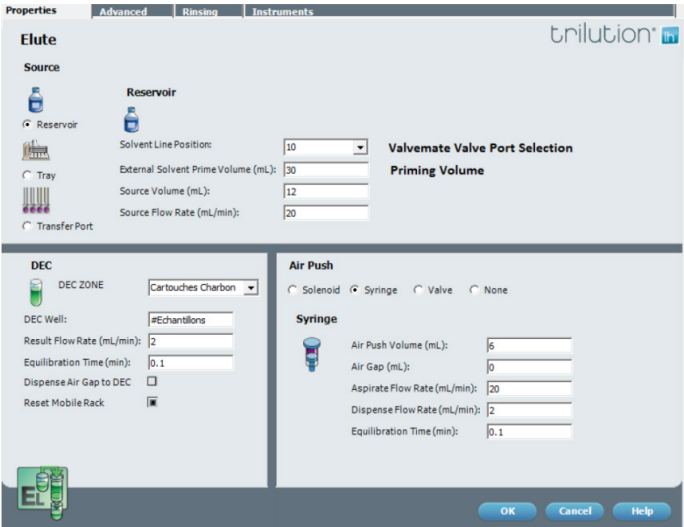 Properties Advanced Rinsing Instruments
Elute
trilution® lh
Source
Reservoir
Reservoir
Solvent Line Position: 10 Valvemate Valve Port Selection
Tray
External Solvent Prime Volume (mL): 30 Priming Volume
Source Volume (mL): 12
Source Flow Rate (mL/min): 20
Transfer Port
DEC
DEC ZONE Cartouches Charbon
DEC Well: #Echantillons
Result Flow Rate (mL/min): 2
Equilibration Time (min): 0.1
Dispense Air Gap to DEC
Reset Mobile Rack
Air Push
Solenoid Syringe Valve None
Syringe
Air Push Volume (mL): 6
Air Gap (mL): 0
Aspirate Flow Rate (mL/min): 20
Dispense Flow Rate (mL/min): 2
Equilibration Time (min): 0.1
EL
OK Cancel Help